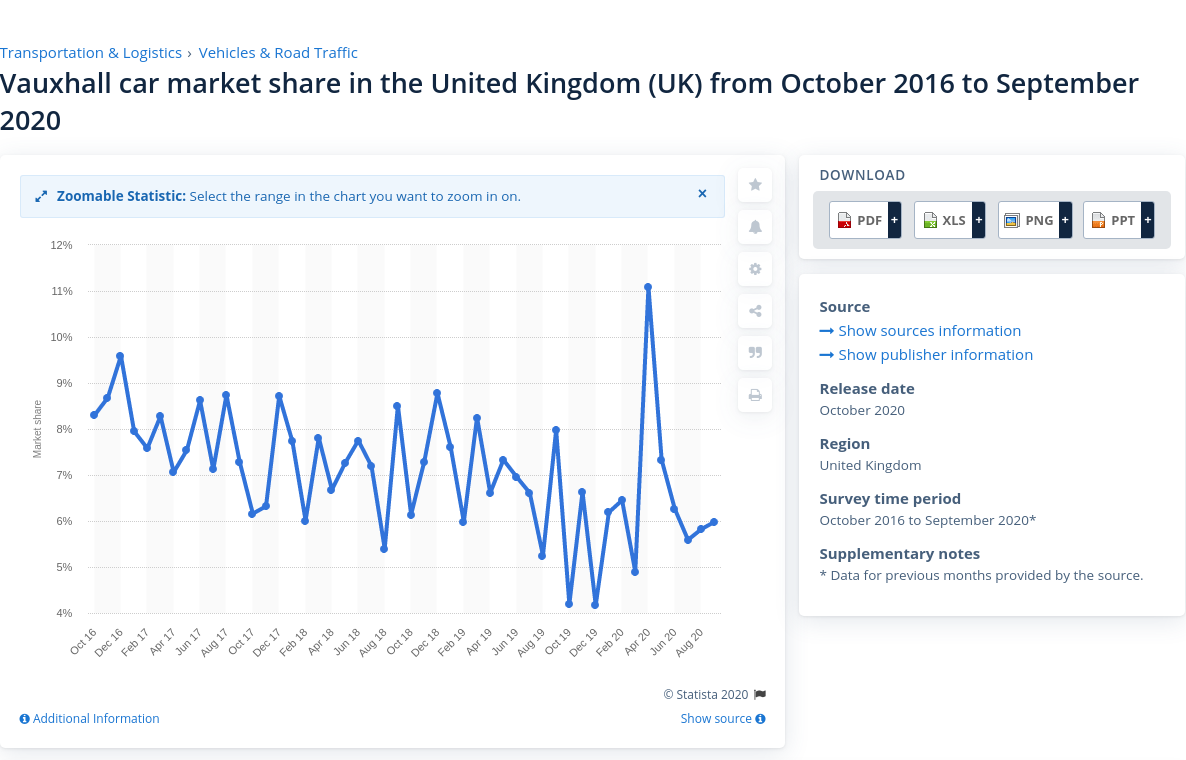 Transportation & Logistics › Vehicles & Road Traffic
Vauxhall car market share in the United Kingdom (UK) from October 2016 to September
2020
Zoomable Statistic: Select the range in the chart you want to zoom in on.
×
12%
11%
10%
9%
8%
7%
6%
5%
4%
Market share
Oct 16
Dec 16
Feb 17
Apr 17
Jun 17
Aug 17
Oct 17
Dec 17
Feb 18
Apr 18
Jun 18
Aug 18
Oct 18
Dec 18
Feb 19
Apr 19
Jun 19
Aug 19
Oct 19
Dec 19
Feb 20
Apr 20
Jun 20
Aug 20
© Statista 2020
Additional Information
Show source
DOWNLOAD
PDF + XLS + PNG + PPT +
Source
Show sources information
Show publisher information
Release date
October 2020
Region
United Kingdom
Survey time period
October 2016 to September 2020*
Supplementary notes
* Data for previous months provided by the source.